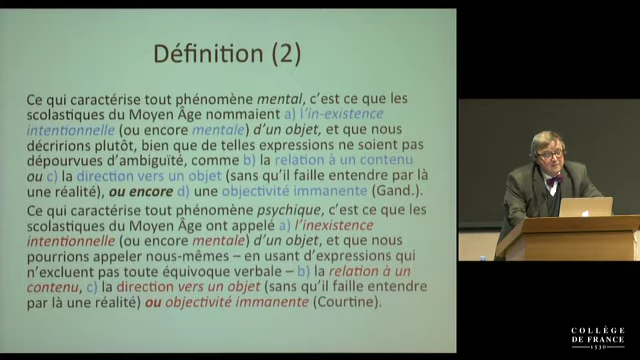 Définition (2)
Ce qui caractérise tout phénomène mental, c'est ce que les
scolastiques du Moyen Âge nommaient a) l'in-existence
intentionnelle (ou encore mentale) d'un objet, et que nous
décririons plutôt, bien que de telles expressions ne soient pas
dépourvues d'ambiguïté, comme b) la relation à un contenu
ou c) la direction vers un objet (sans qu'il faille entendre par là
une réalité), ou encore d) une objectivité immanente (Gand.).
Ce qui caractérise tout phénomène psychique, c'est ce que les
scolastiques du Moyen Âge ont appelé a) l'inexistence
intentionnelle (ou encore mentale) d'un objet, et que nous
pourrions appeler nous-mêmes – en usant d'expressions qui
n'excluent pas toute équivoque verbale – b) la relation à un
contenu, c) la direction vers un objet (sans qu'il faille entendre
par là une réalité) ou objectivité immanente (Courtine).
COLLÈGE
DE FRANCE
1530